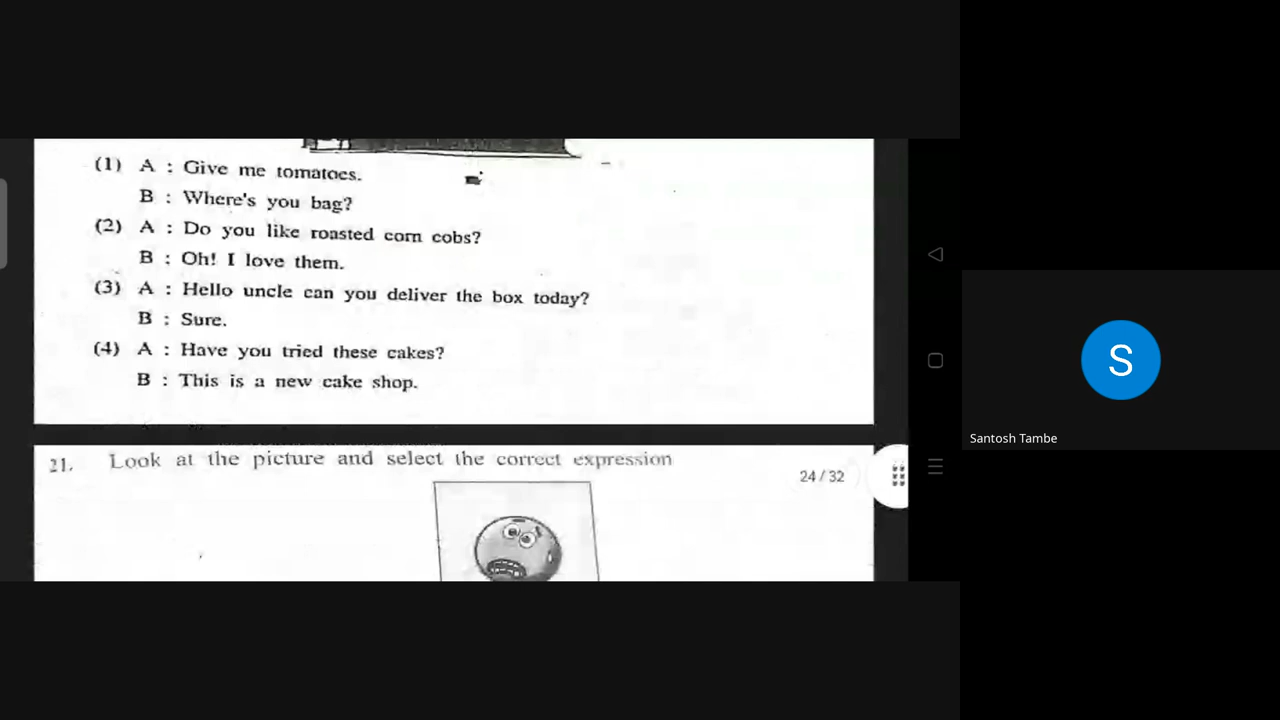 (1) A : Give me tomatoes.
B : Where's you bag?
(2) A : Do you like roasted corn cobs?
B : Oh! I love them.
(3) A : Hello uncle can you deliver the box today?
B : Sure.
(4) A : Have you tried these cakes?
B : This is a new cake shop.
21. Look at the picture and select the correct expression
24 / 32
S
Santosh Tambe